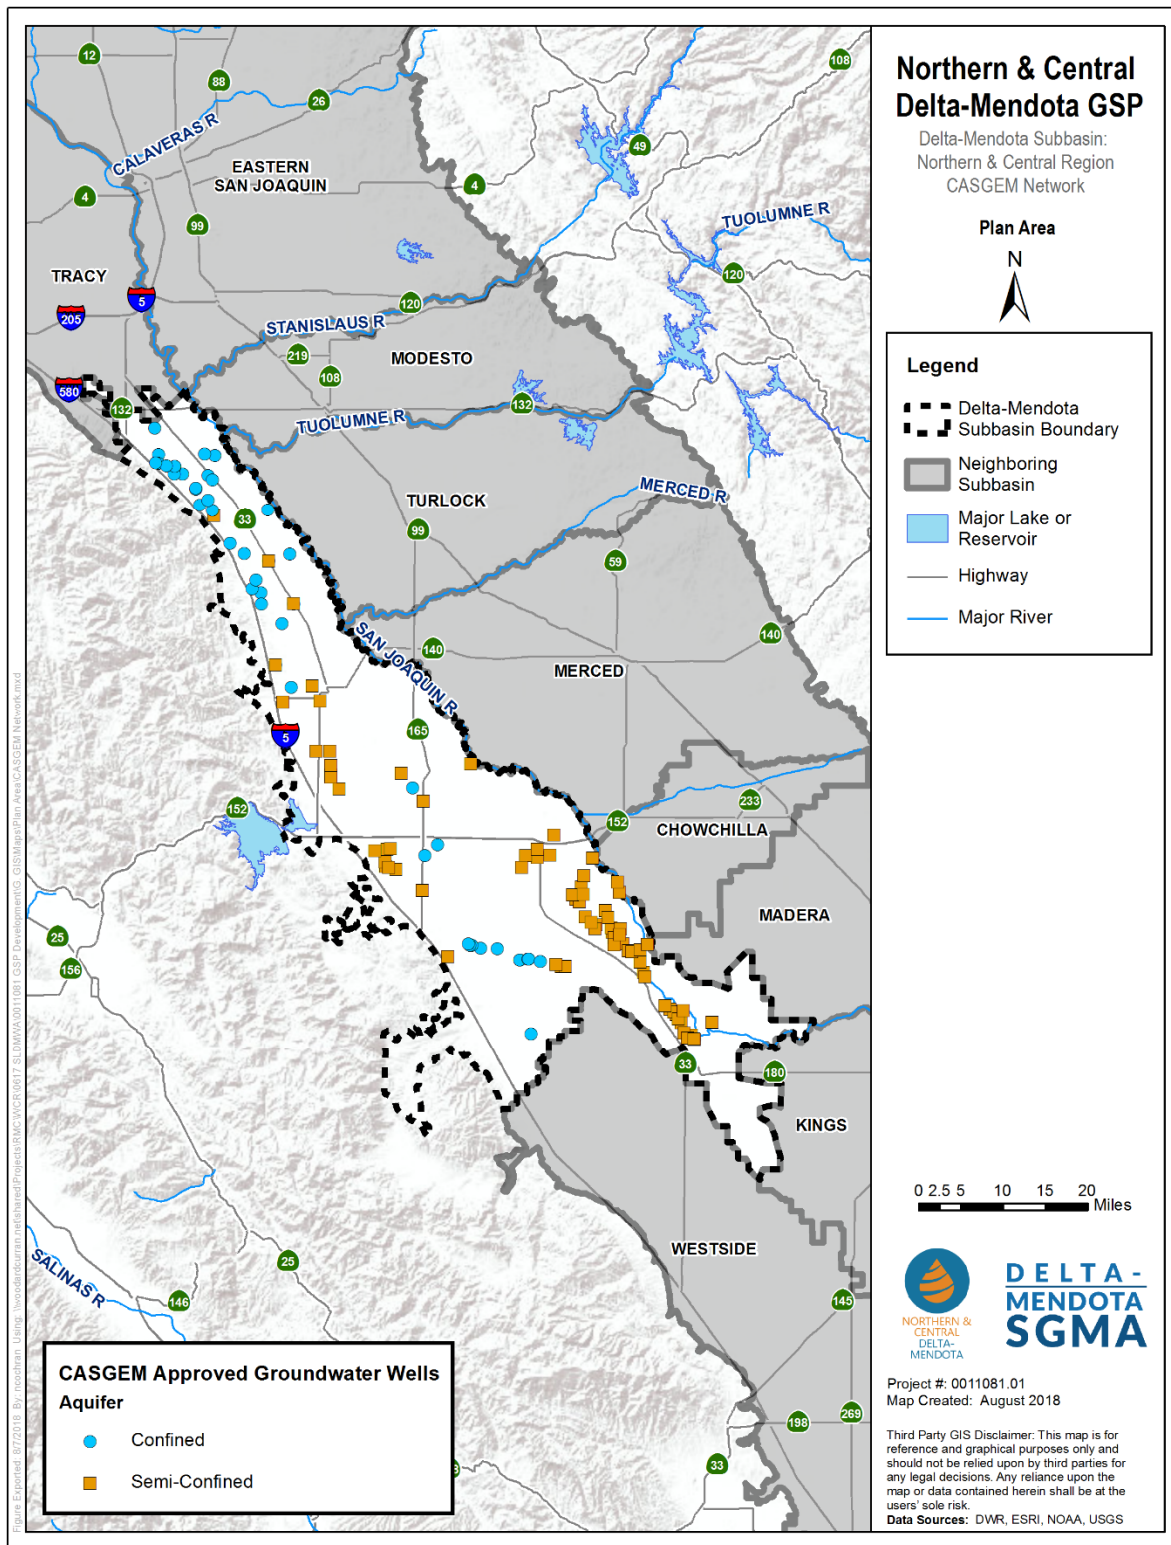 Northern & Central
Delta-Mendota GSP
Delta-Mendota Subbasin:
Northern & Central Region
CASGEM Network
Plan Area
N
Legend
Delta-Mendota
Subbasin Boundary
Neighboring
Subbasin
Major Lake or
Reservoir
Highway
Major River
0 2.5 5 10 15 20
Miles
NORTHERN &
CENTRAL
DELTA-
MENDOTA
DELTA-
MENDOTA
SGMA
Project #: 0011081.01
Map Created: August 2018
Third Party GIS Disclaimer: This map is for
reference and graphical purposes only and
should not be relied upon by third parties for
any legal decisions. Any reliance upon the
map or data contained herein shall be at the
users' sole risk.
Data Sources: DWR, ESRI, NOAA, USGS
12
88
26
108
CALAVERAS R
EASTERN
SAN JOAQUIN
49
4
4
99
TUOLUMNE R
TRACY
120
5
205
120
STANISLAUS R
219
MODESTO
108
580
132
132
TUOLUMNE R
MERCED R
TURLOCK
33
99
59
SAN JOAQUIN R
140
140
MERCED
165
5
152
233
152
CHOWCHILLA
MADERA
25
156
33
180
KINGS
WESTSIDE
SALINAS R
25
146
145
269
198
33
CASGEM Approved Groundwater Wells
Aquifer
Confined
Semi-Confined